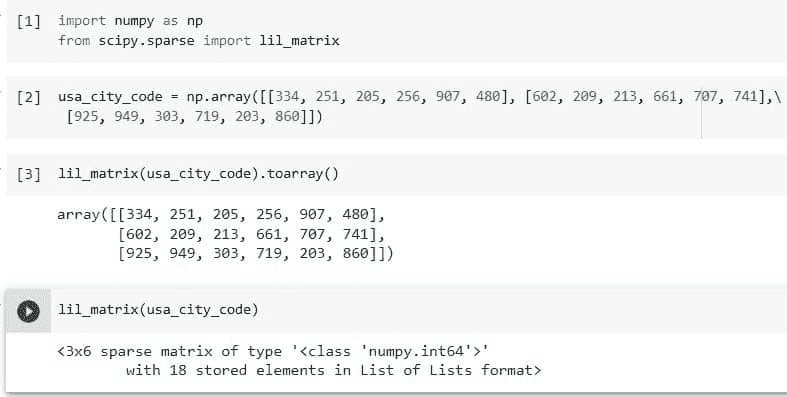 [1] import numpy as np
from scipy.sparse import lil_matrix
[2] usa_city_code = np.array([[334, 251, 205, 256, 907, 480], [602, 209, 213, 661, 707, 741],\
[925, 949, 303, 719, 203, 860]])
[3] lil_matrix(usa_city_code).toarray()
array([[334, 251, 205, 256, 907, 480],
[602, 209, 213, 661, 707, 741],
[925, 949, 303, 719, 203, 860]])
lil_matrix(usa_city_code)
<3x6 sparse matrix of type '<class 'numpy.int64'>'
with 18 stored elements in List of Lists format>